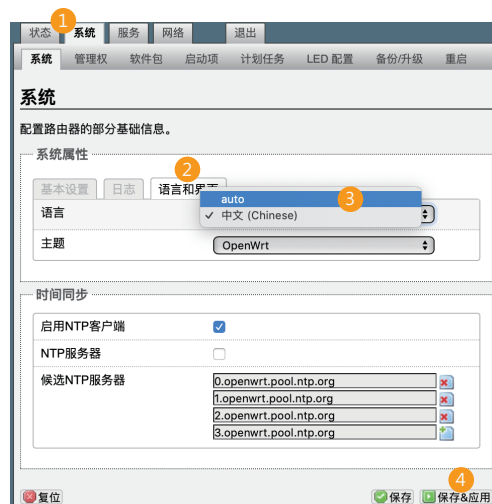 1
状态 系统 服务 网络 退出
系统 管理权 软件包 启动项 计划任务 LED 配置 备份/升级 重启
系统
配置路由器的部分基础信息。
系统属性
2
基本设置 日志 语言和界面
auto 3
语言 ✓ 中文 (Chinese)
主题 OpenWrt
时间同步
启用NTP客户端
NTP服务器
候选NTP服务器 0.openwrt.pool.ntp.org
1.openwrt.pool.ntp.org
2.openwrt.pool.ntp.org
3.openwrt.pool.ntp.org
4
复位 保存 保存&应用